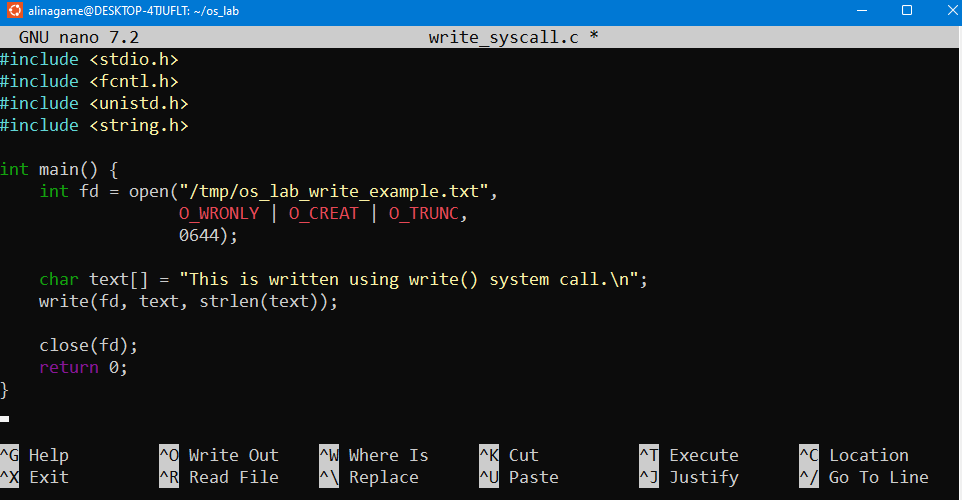 alinagame@DESKTOP-4TJUFLT: ~/os_lab
GNU nano 7.2 write_syscall.c *
#include <stdio.h>
#include <fcntl.h>
#include <unistd.h>
#include <string.h>
int main() {
    int fd = open("/tmp/os_lab_write_example.txt",
                  O_WRONLY | O_CREAT | O_TRUNC,
                  0644);
    char text[] = "This is written using write() system call.\n";
    write(fd, text, strlen(text));
    close(fd);
    return 0;
}
^G Help ^O Write Out ^W Where Is ^K Cut ^T Execute ^C Location
^X Exit ^R Read File ^\ Replace ^U Paste ^J Justify ^/ Go To Line